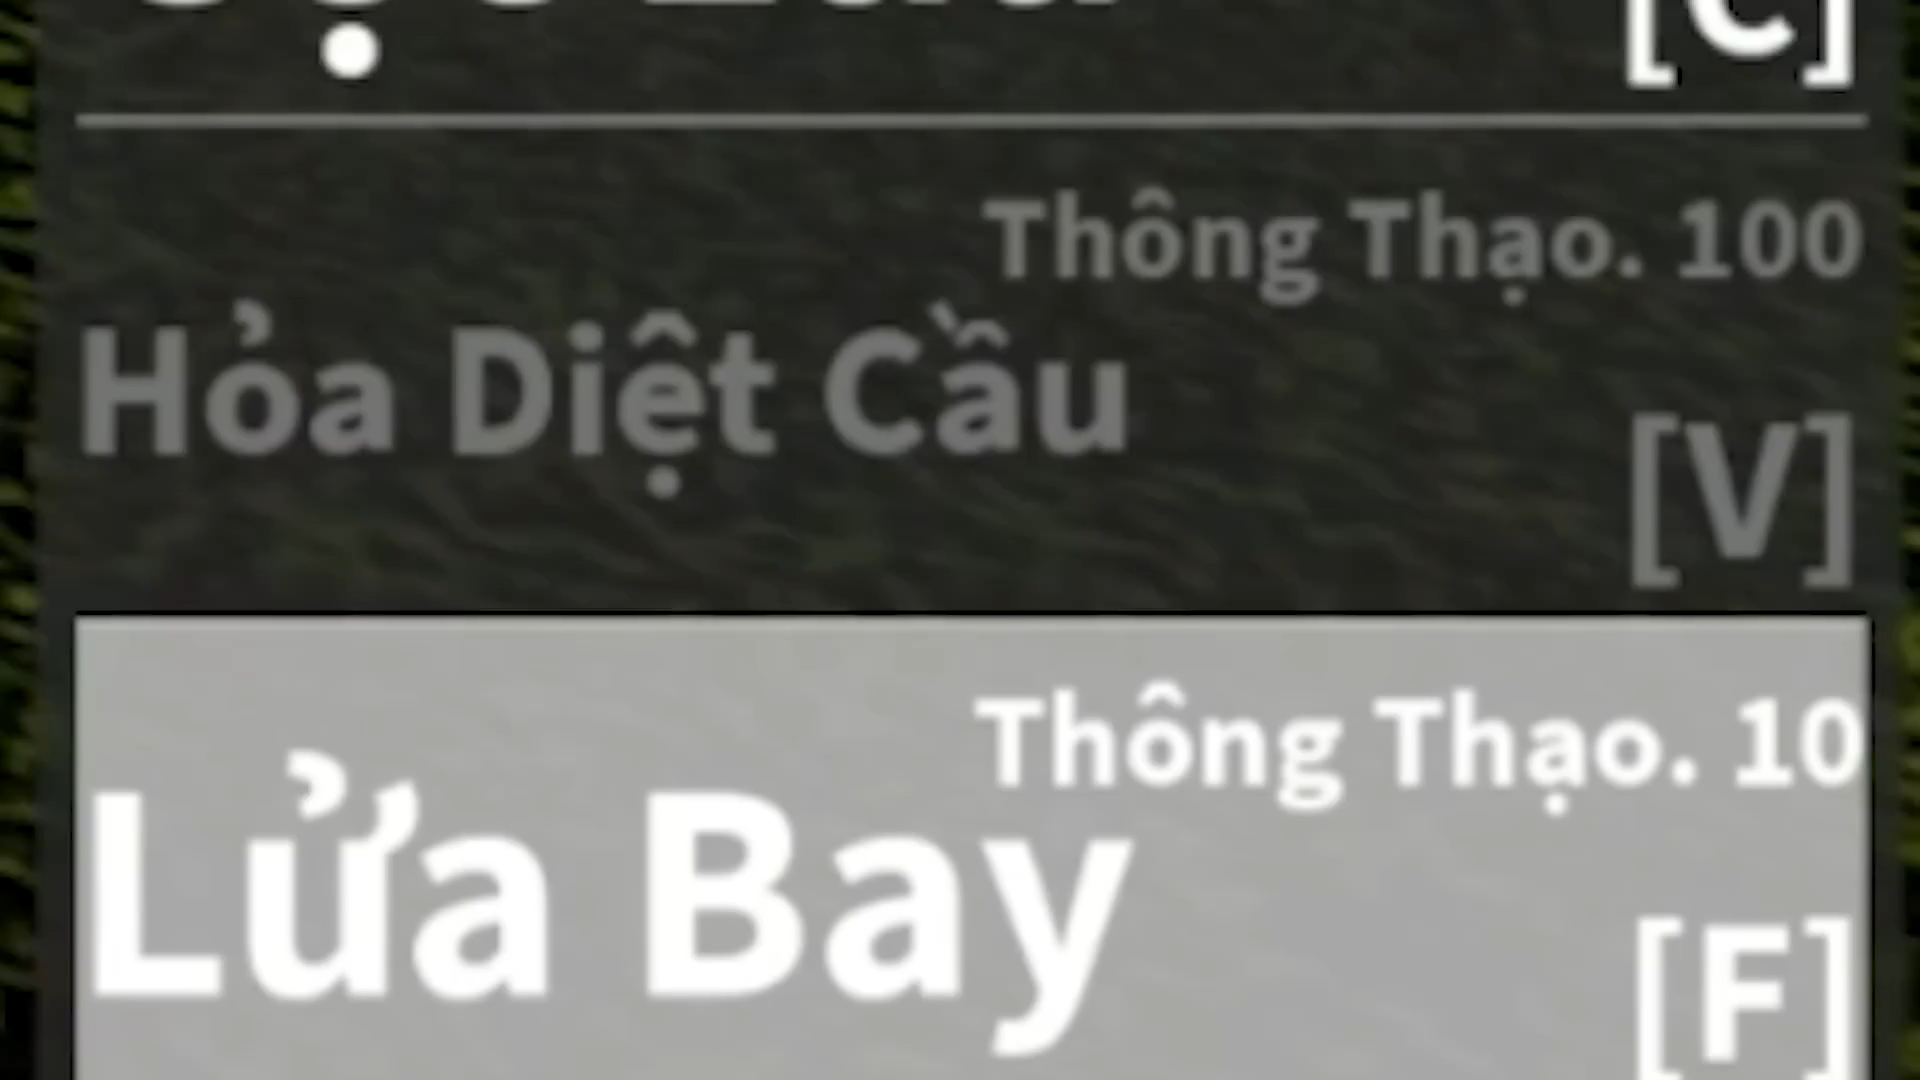 [C]
Thông Thạo. 100
Hỏa Diệt Cầu
[V]
Thông Thạo. 10
Lửa Bay
[F]